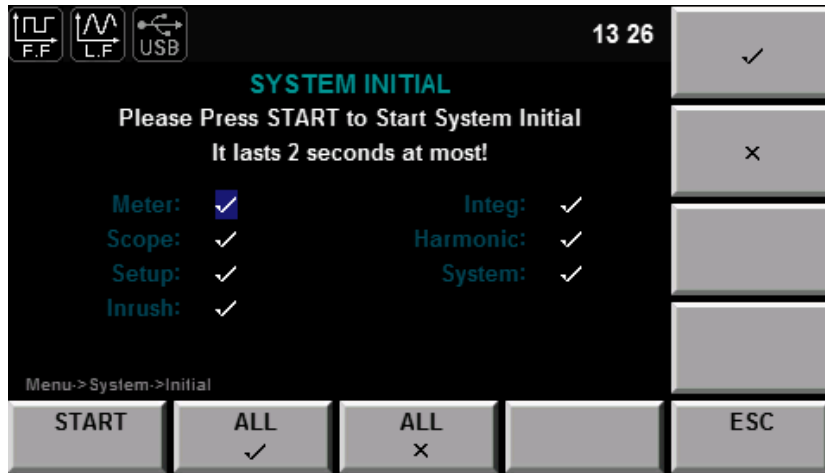 F.F L.F USB 13 26
✓
SYSTEM INITIAL
Please Press START to Start System Initial
It lasts 2 seconds at most!
×
Meter: ✓ Integ: ✓
Scope: ✓ Harmonic: ✓
Setup: ✓ System: ✓
Inrush: ✓
Menu->System->Initial
START ALL ✓ ALL × ESC